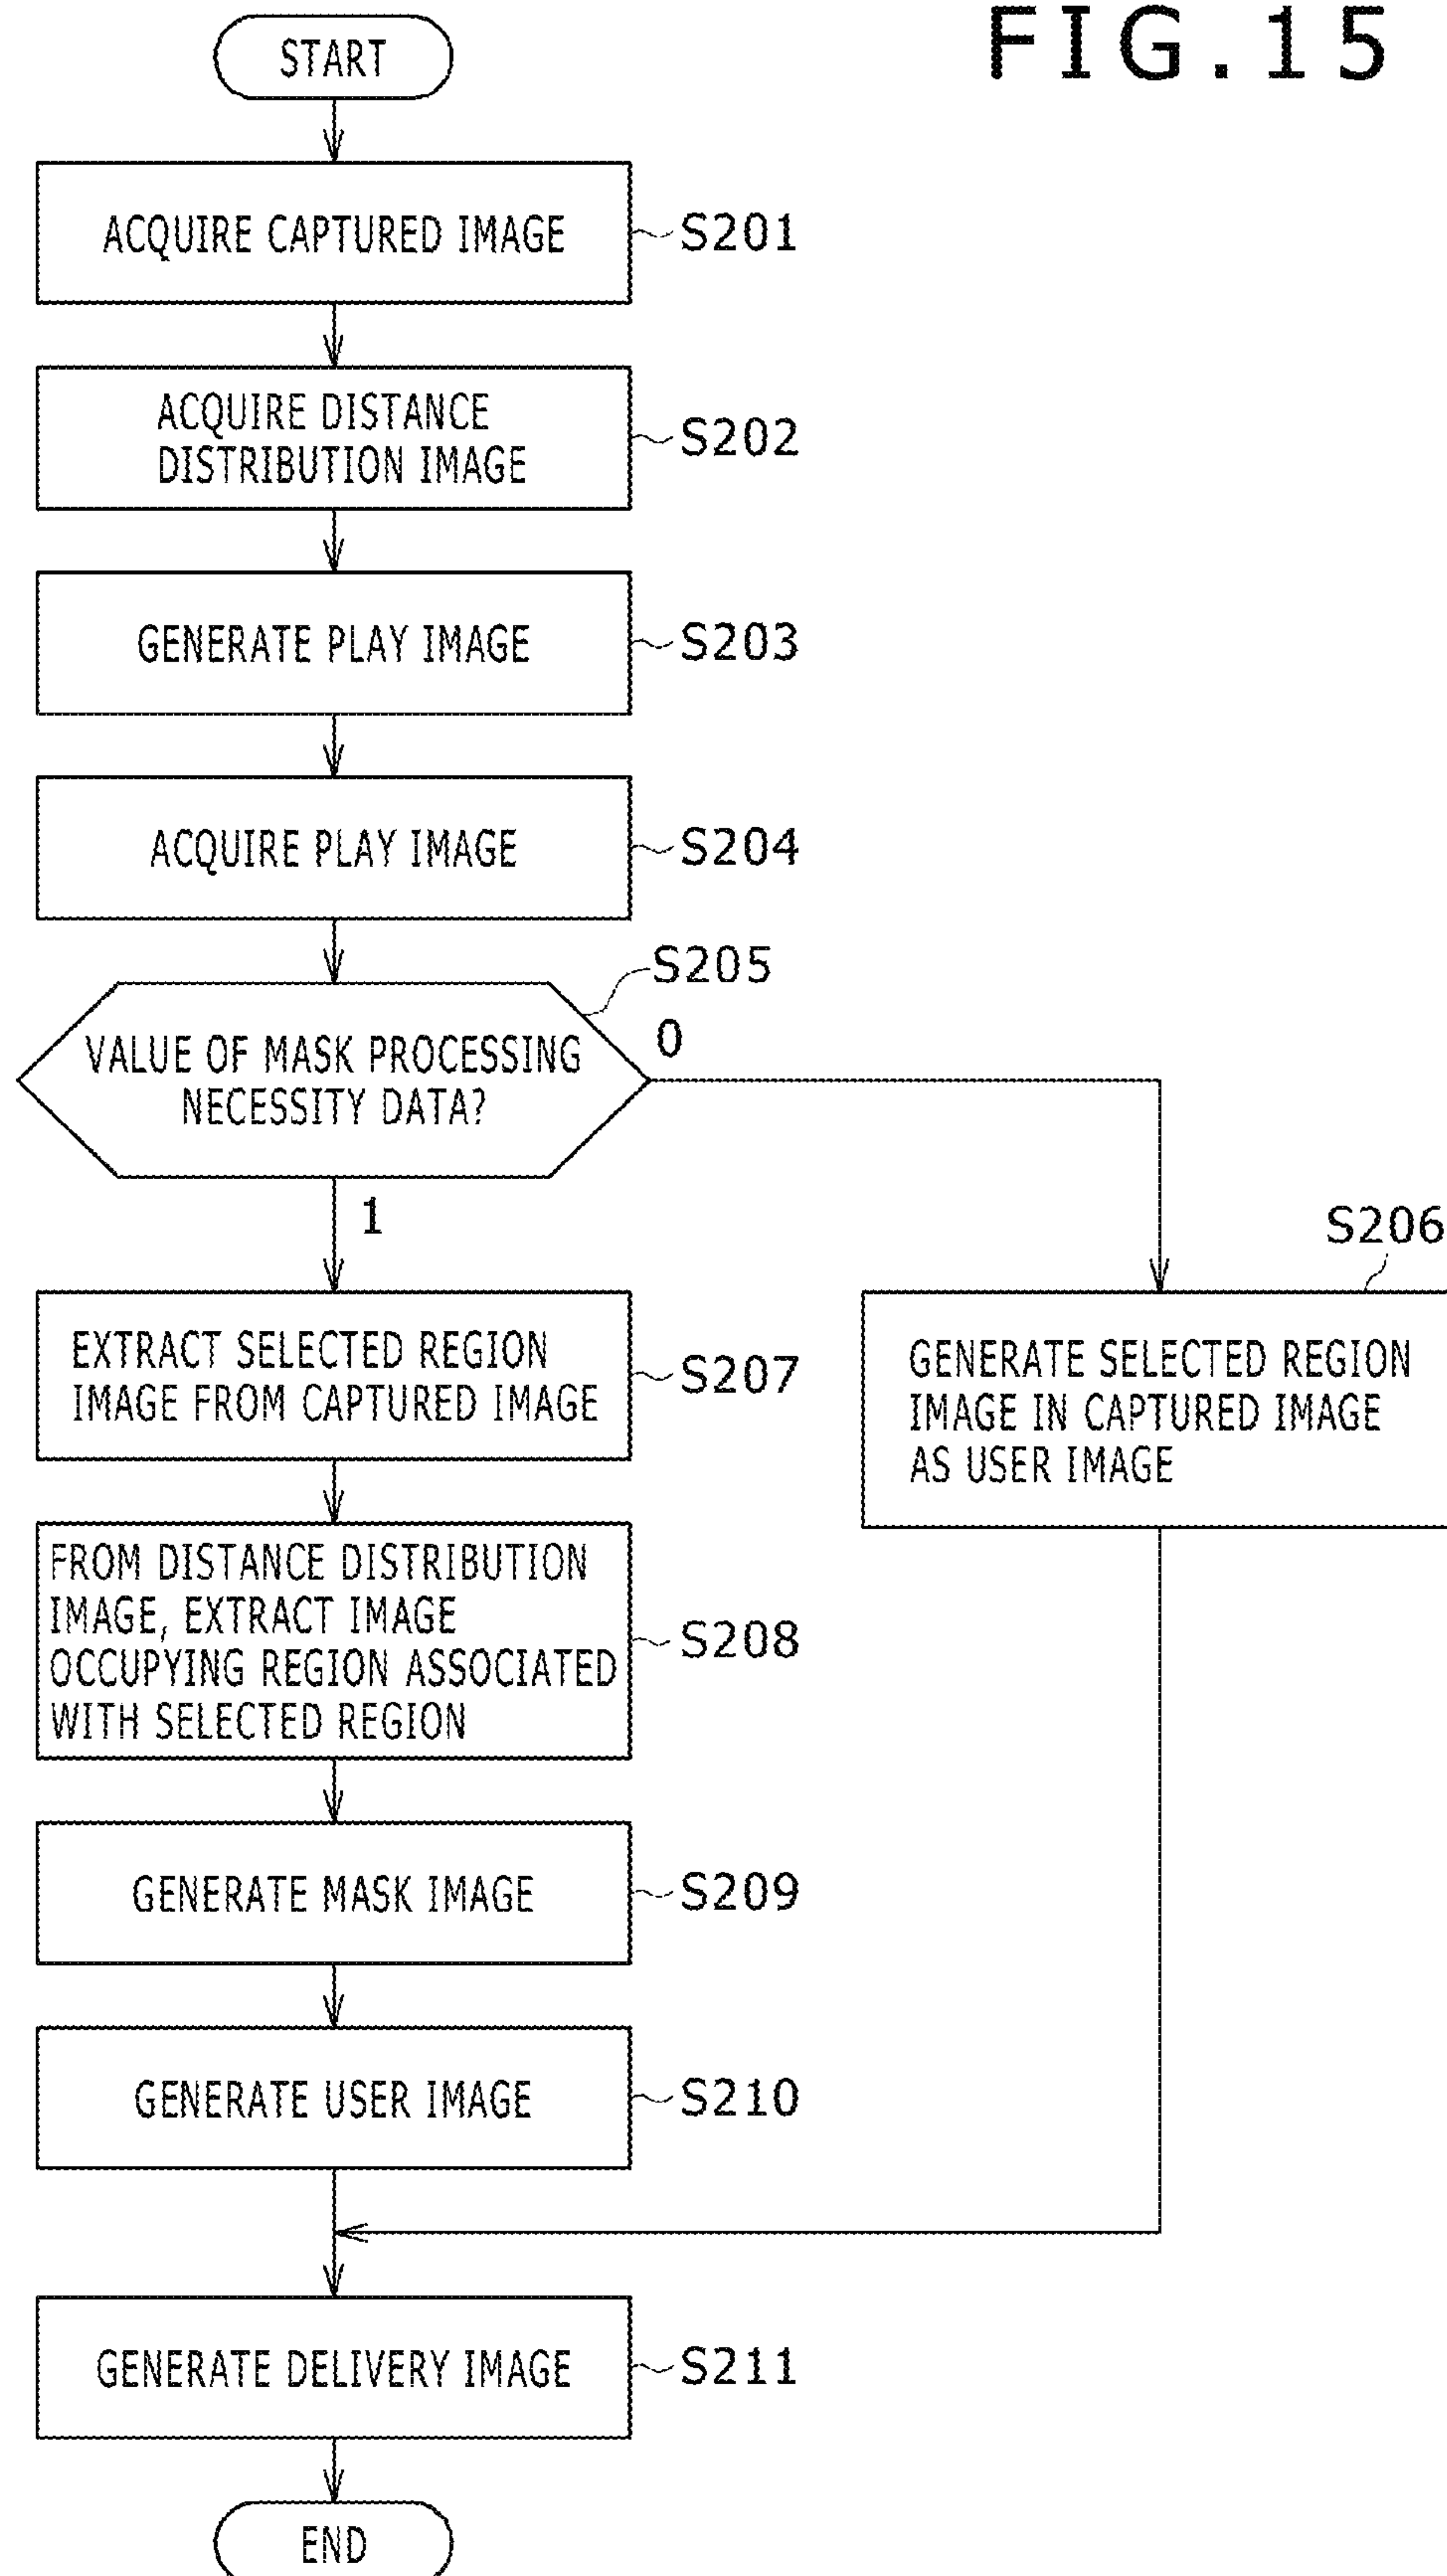 FIG.15
START
ACQUIRE CAPTURED IMAGE
S201
ACQUIRE DISTANCE
DISTRIBUTION IMAGE
S202
GENERATE PLAY IMAGE
S203
ACQUIRE PLAY IMAGE
S204
S205
VALUE OF MASK PROCESSING
NECESSITY DATA?
0
1
S206
GENERATE SELECTED REGION
IMAGE IN CAPTURED IMAGE
AS USER IMAGE
EXTRACT SELECTED REGION
IMAGE FROM CAPTURED IMAGE
S207
FROM DISTANCE DISTRIBUTION
IMAGE, EXTRACT IMAGE
OCCUPYING REGION ASSOCIATED
WITH SELECTED REGION
S208
GENERATE MASK IMAGE
S209
GENERATE USER IMAGE
S210
GENERATE DELIVERY IMAGE
S211
END